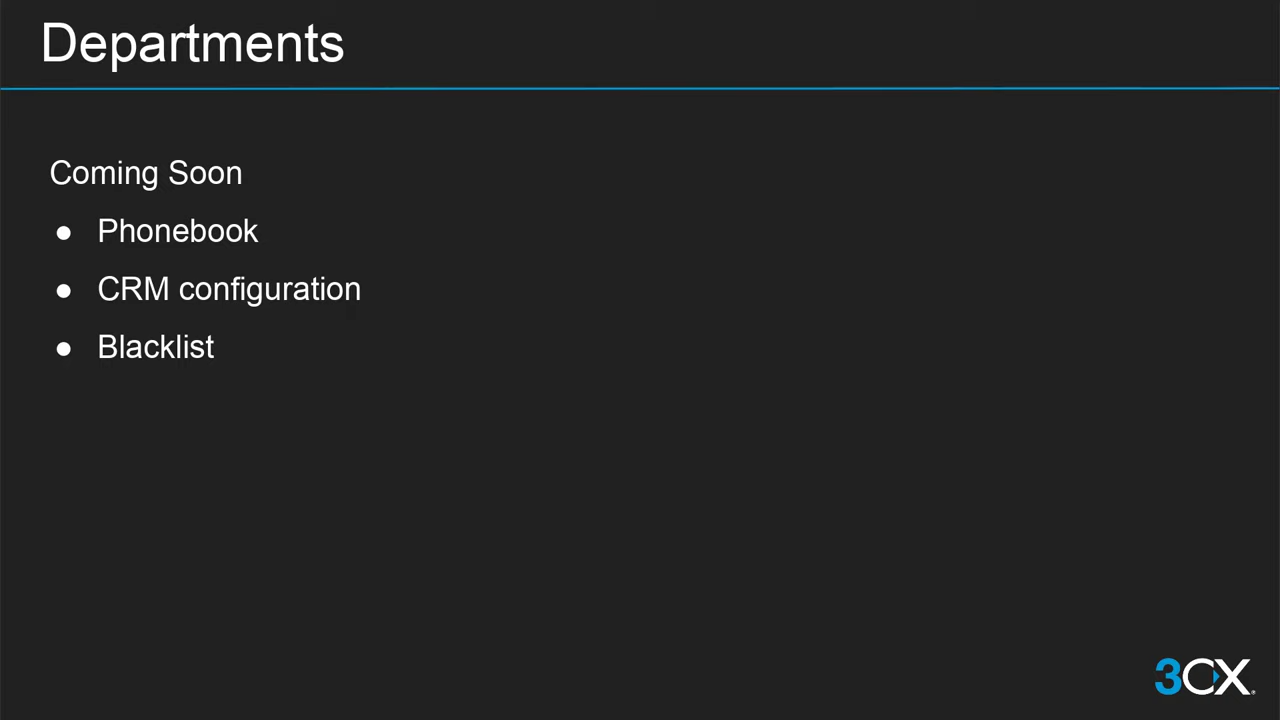 Departments
Coming Soon
● Phonebook
● CRM configuration
● Blacklist
3CX®